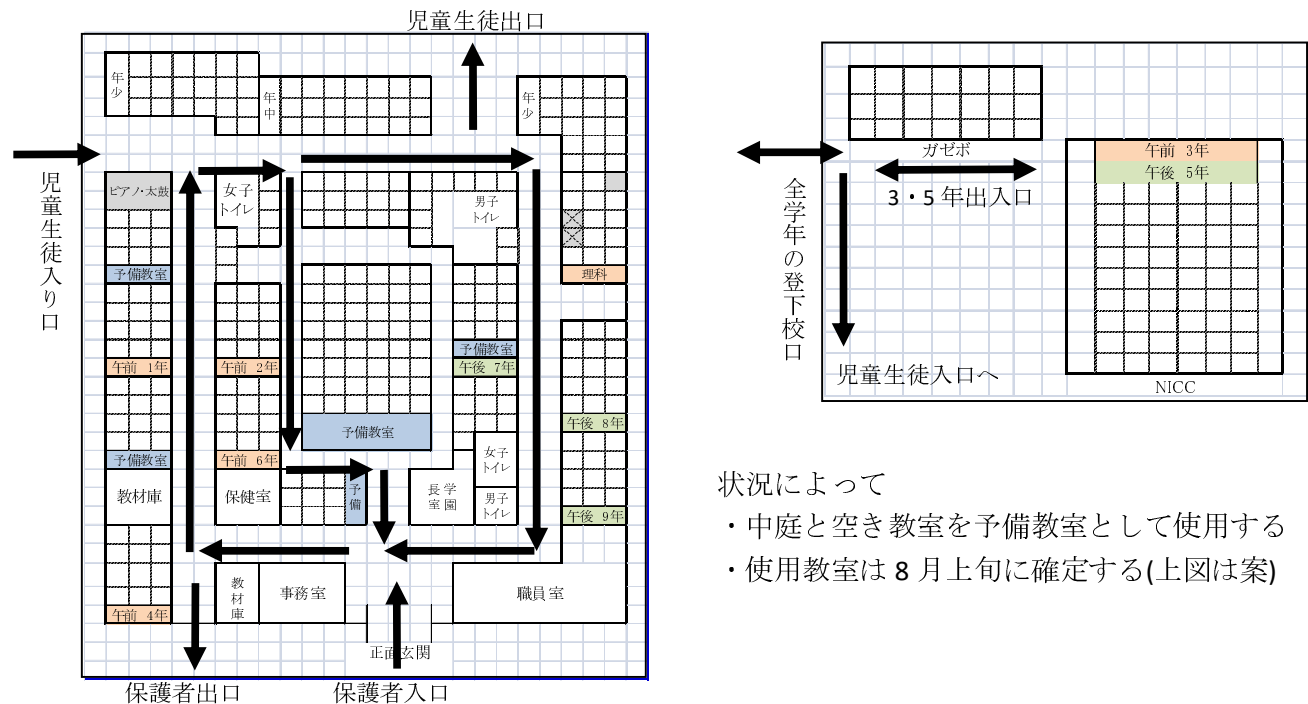 児童生徒出口
年少
年中
年少
児童生徒入り口
ピアノ・太鼓
女子
トイレ
男子
トイレ
予備教室
理科
予備教室
午前 1年
午前 2年
午後 7年
予備教室
午後 8年
予備教室
午前 6年
女子
トイレ
教材庫
保健室
予備
学園
長室
男子
トイレ
午後 9年
教材庫
事務室
職員室
午前 4年
正面玄関
保護者出口
保護者入口
ガゼボ
午前 3年
午後 5年
3・5 年出入口
全学年の登下校口
児童生徒入口へ
NICC
状況によって
・中庭と空き教室を予備教室として使用する
・使用教室は 8 月上旬に確定する(上図は案)